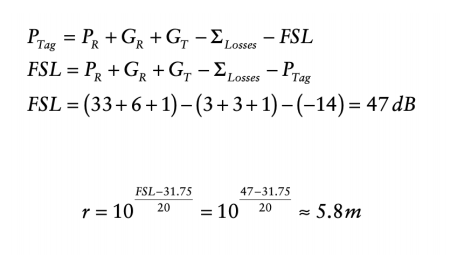 P_Tag = P_R + G_R + G_T − Σ_Losses − FSL
FSL = P_R + G_R + G_T − Σ_Losses − P_Tag
FSL = (33+6+1)−(3+3+1)−(−14) = 47 dB
r = 10^((FSL−31.75)/20) = 10^((47−31.75)/20) ≈ 5.8m